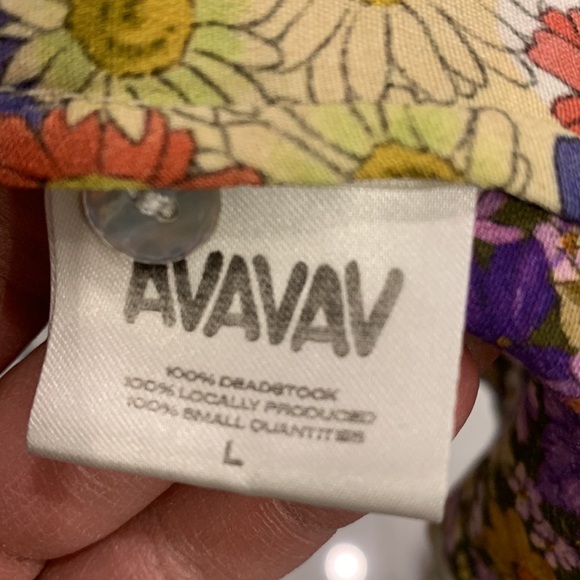 AVAVAV
100% DEADSTOCK
100% LOCALLY PRODUCED
100% SMALL QUANTITIES
L